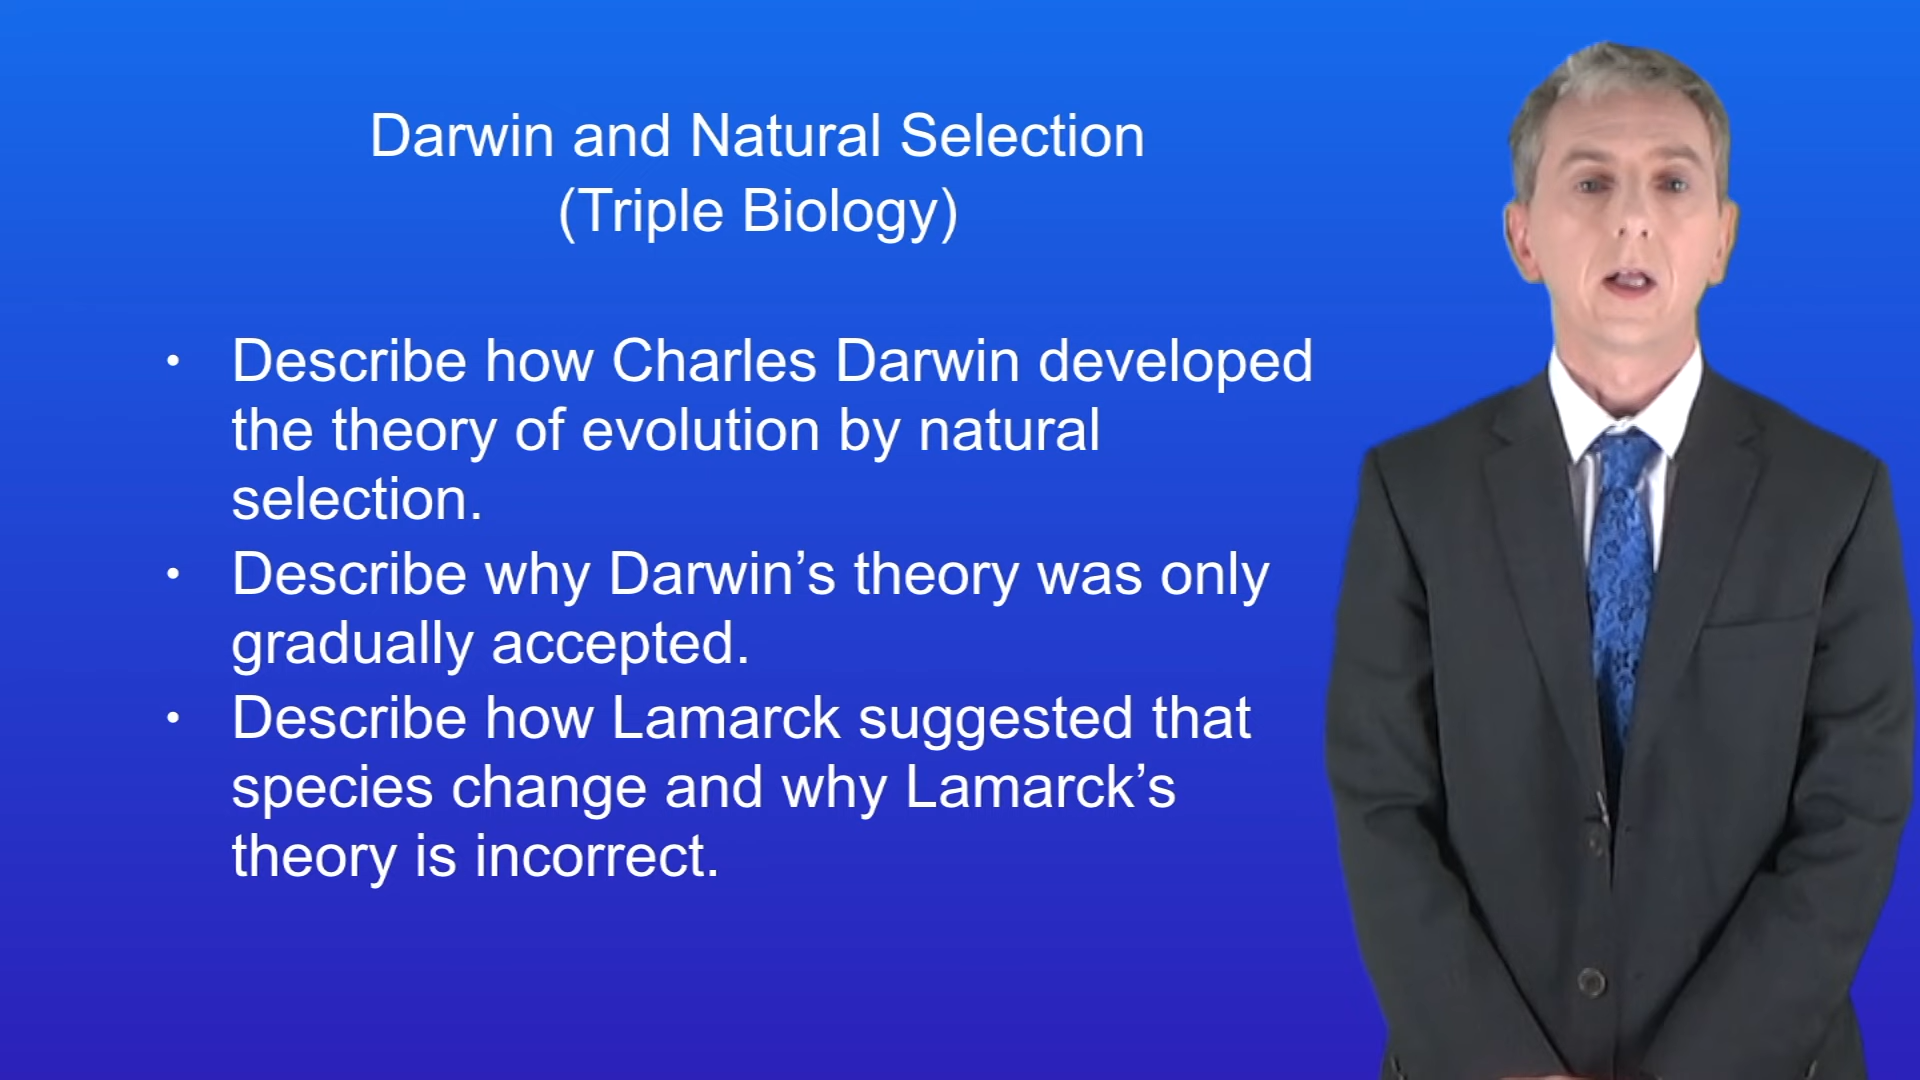 Darwin and Natural Selection
(Triple Biology)
• Describe how Charles Darwin developed
the theory of evolution by natural
selection.
• Describe why Darwin’s theory was only
gradually accepted.
• Describe how Lamarck suggested that
species change and why Lamarck’s
theory is incorrect.